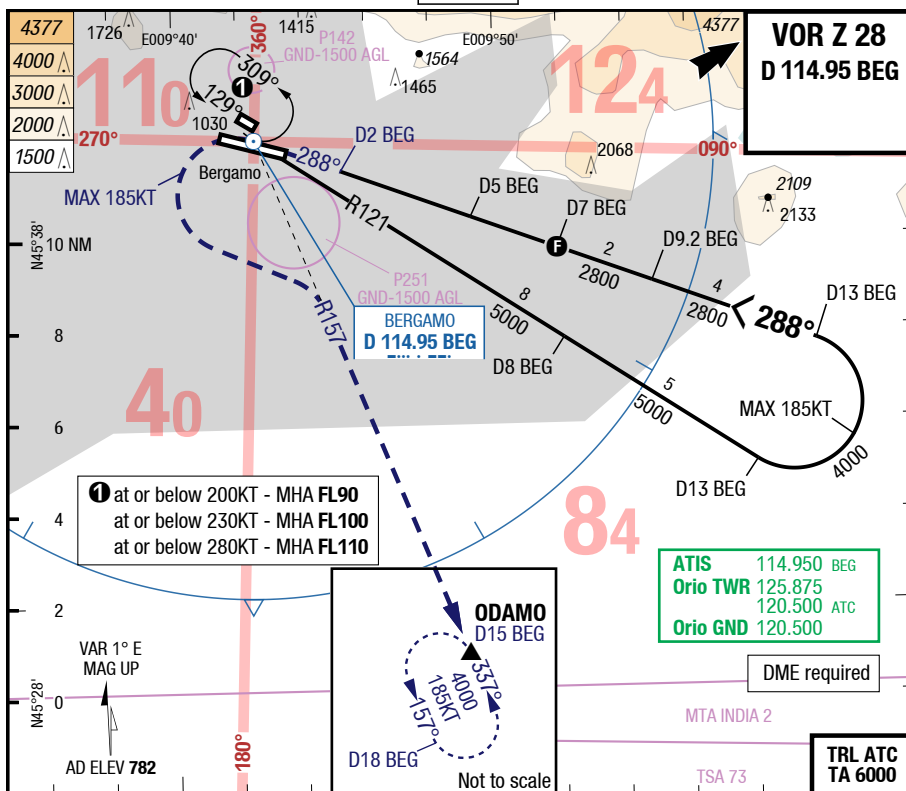 4377
4000
3000
2000
1500
1726
E009°40'
1415
P142
GND-1500 AGL
360°
1564
1465
E009°50'
4377
VOR Z 28
D 114.95 BEG
110
124
309°
1
129°
1030
270°
090°
288°
D2 BEG
2068
Bergamo
MAX 185KT
R121
D5 BEG
D7 BEG
F
2
2800
D9.2 BEG
4
2800
2109
2133
N45°38'
10 NM
P251
GND-1500 AGL
R157
8
5000
288°
D13 BEG
BERGAMO
D 114.95 BEG
8
D8 BEG
5
5000
MAX 185KT
4000
D13 BEG
40
6
1 at or below 200KT - MHA FL90
at or below 230KT - MHA FL100
at or below 280KT - MHA FL110
4
84
ATIS 114.950 BEG
Orio TWR 125.875
120.500 ATC
Orio GND 120.500
2
ODAMO
D15 BEG
VAR 1° E
MAG UP
DME required
N45°28'
0
337°
4000
185KT
157°
D18 BEG
MTA INDIA 2
180°
AD ELEV 782
Not to scale
TSA 73
TRL ATC
TA 6000